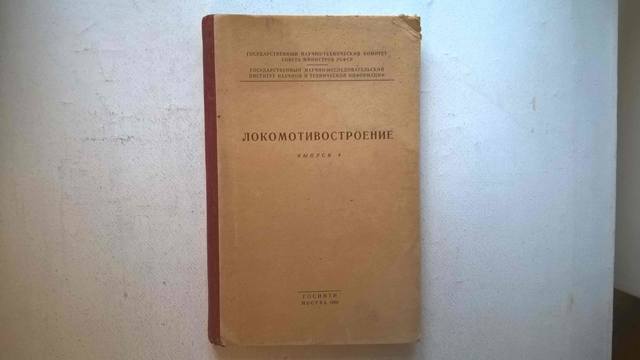 ГОСУДАРСТВЕННЫЙ НАУЧНО-ТЕХНИЧЕСКИЙ КОМИТЕТ
СОВЕТА МИНИСТРОВ РСФСР
ГОСУДАРСТВЕННЫЙ НАУЧНО-ИССЛЕДОВАТЕЛЬСКИЙ
ИНСТИТУТ НАУЧНОЙ И ТЕХНИЧЕСКОЙ ИНФОРМАЦИИ
ЛОКОМОТИВОСТРОЕНИЕ
ВЫПУСК
ГОСИНТИ
МОСКВА